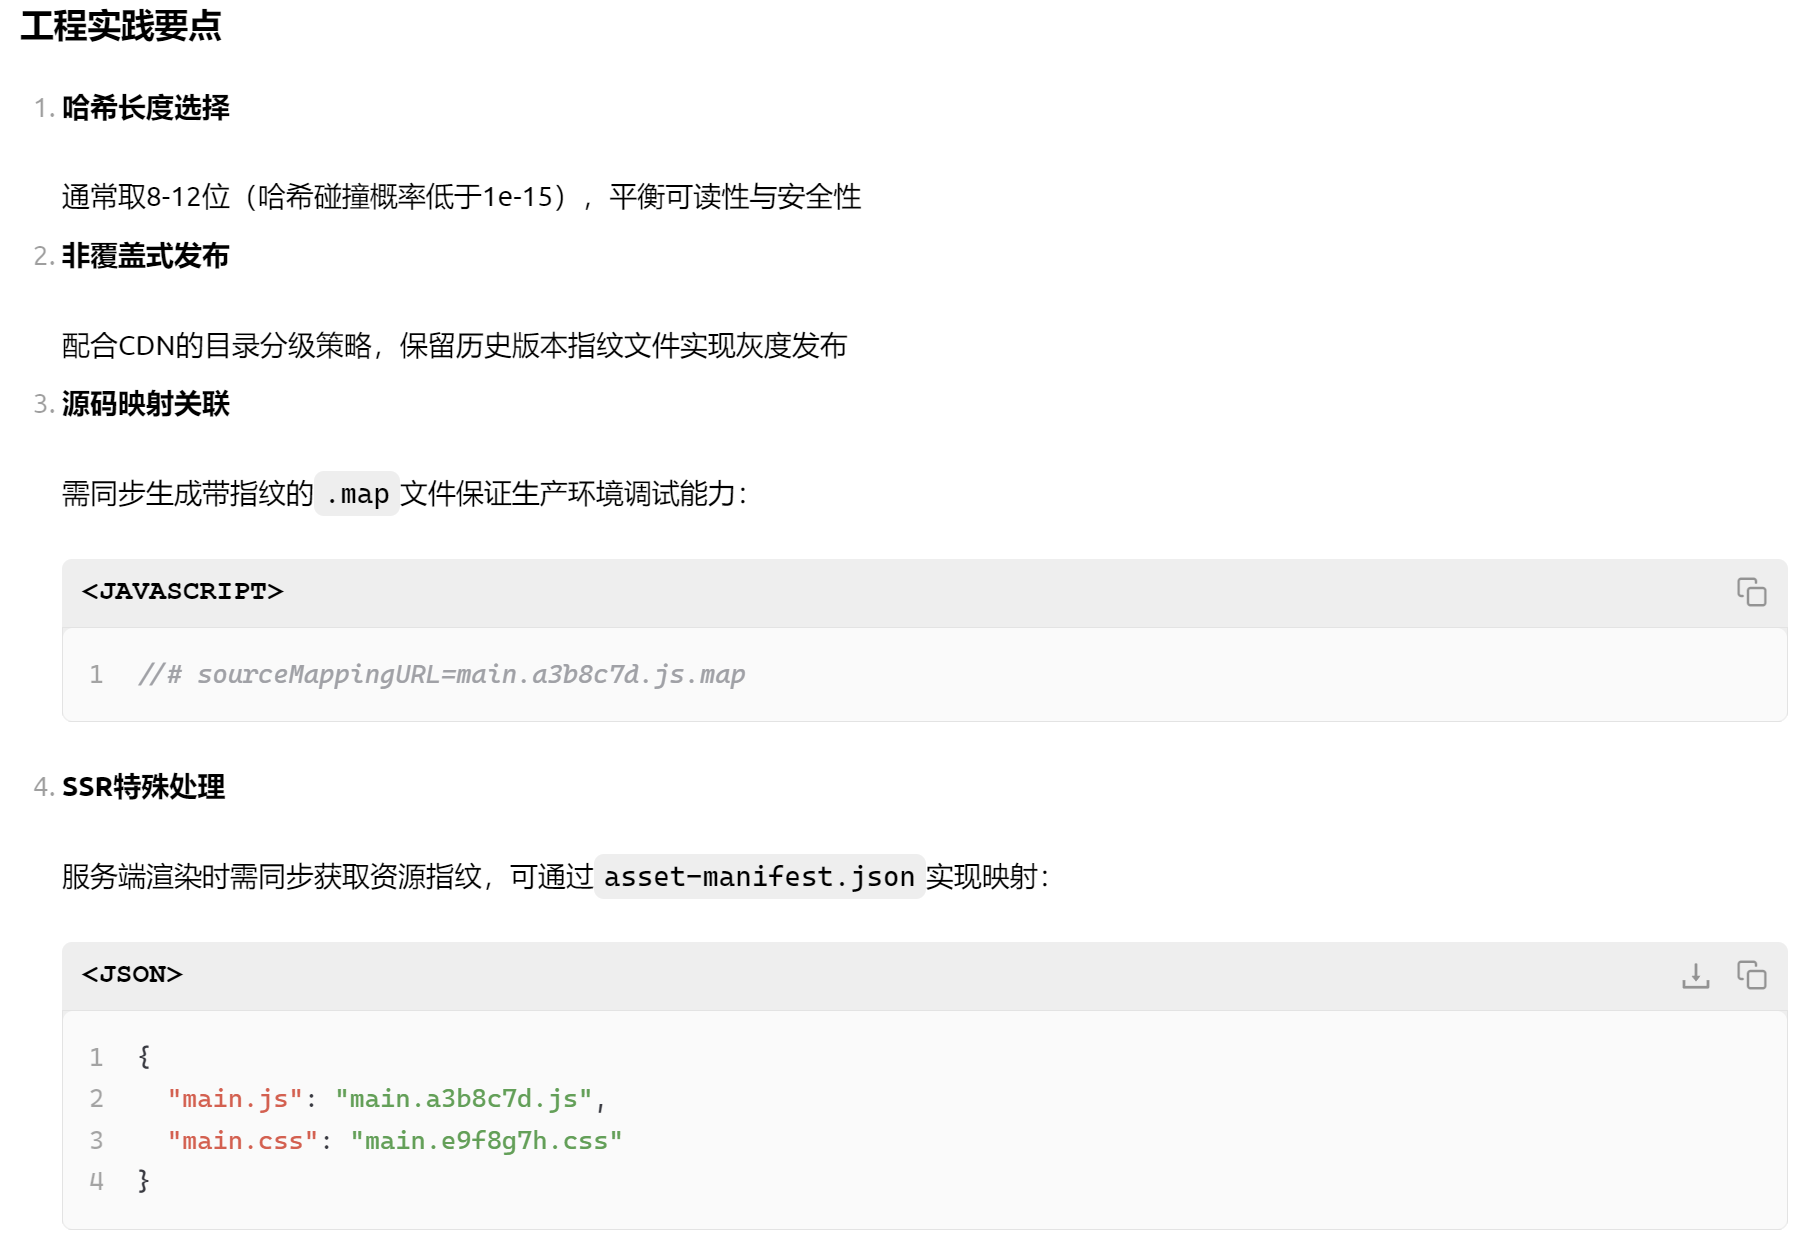 工程实践要点
1. 哈希长度选择
通常取8-12位（哈希碰撞概率低于1e-15），平衡可读性与安全性
2. 非覆盖式发布
配合CDN的目录分级策略，保留历史版本指纹文件实现灰度发布
3. 源码映射关联
需同步生成带指纹的 .map 文件保证生产环境调试能力：
<JAVASCRIPT>
1 //# sourceMappingURL=main.a3b8c7d.js.map
4. SSR特殊处理
服务端渲染时需同步获取资源指纹，可通过 asset-manifest.json 实现映射：
<JSON>
1 {
2   "main.js": "main.a3b8c7d.js",
3   "main.css": "main.e9f8g7h.css"
4 }